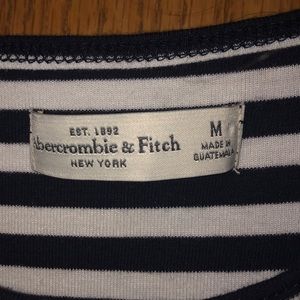 EST. 1892
Abercrombie & Fitch
NEW YORK
M
MADE IN
GUATEMALA